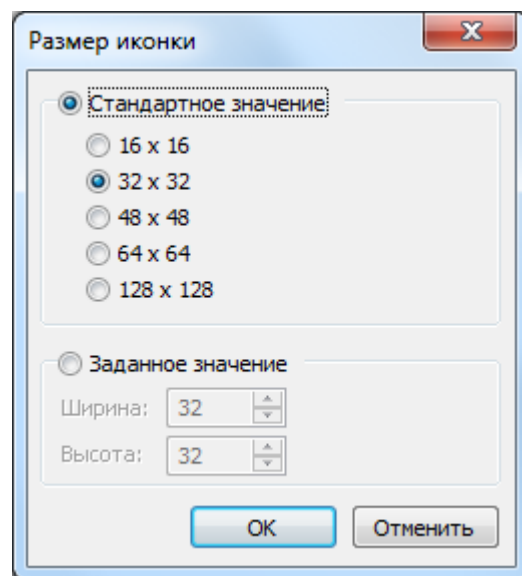 Размер иконки
Стандартное значение
16 x 16
32 x 32
48 x 48
64 x 64
128 x 128
Заданное значение
Ширина: 32
Высота: 32
OK Отменить